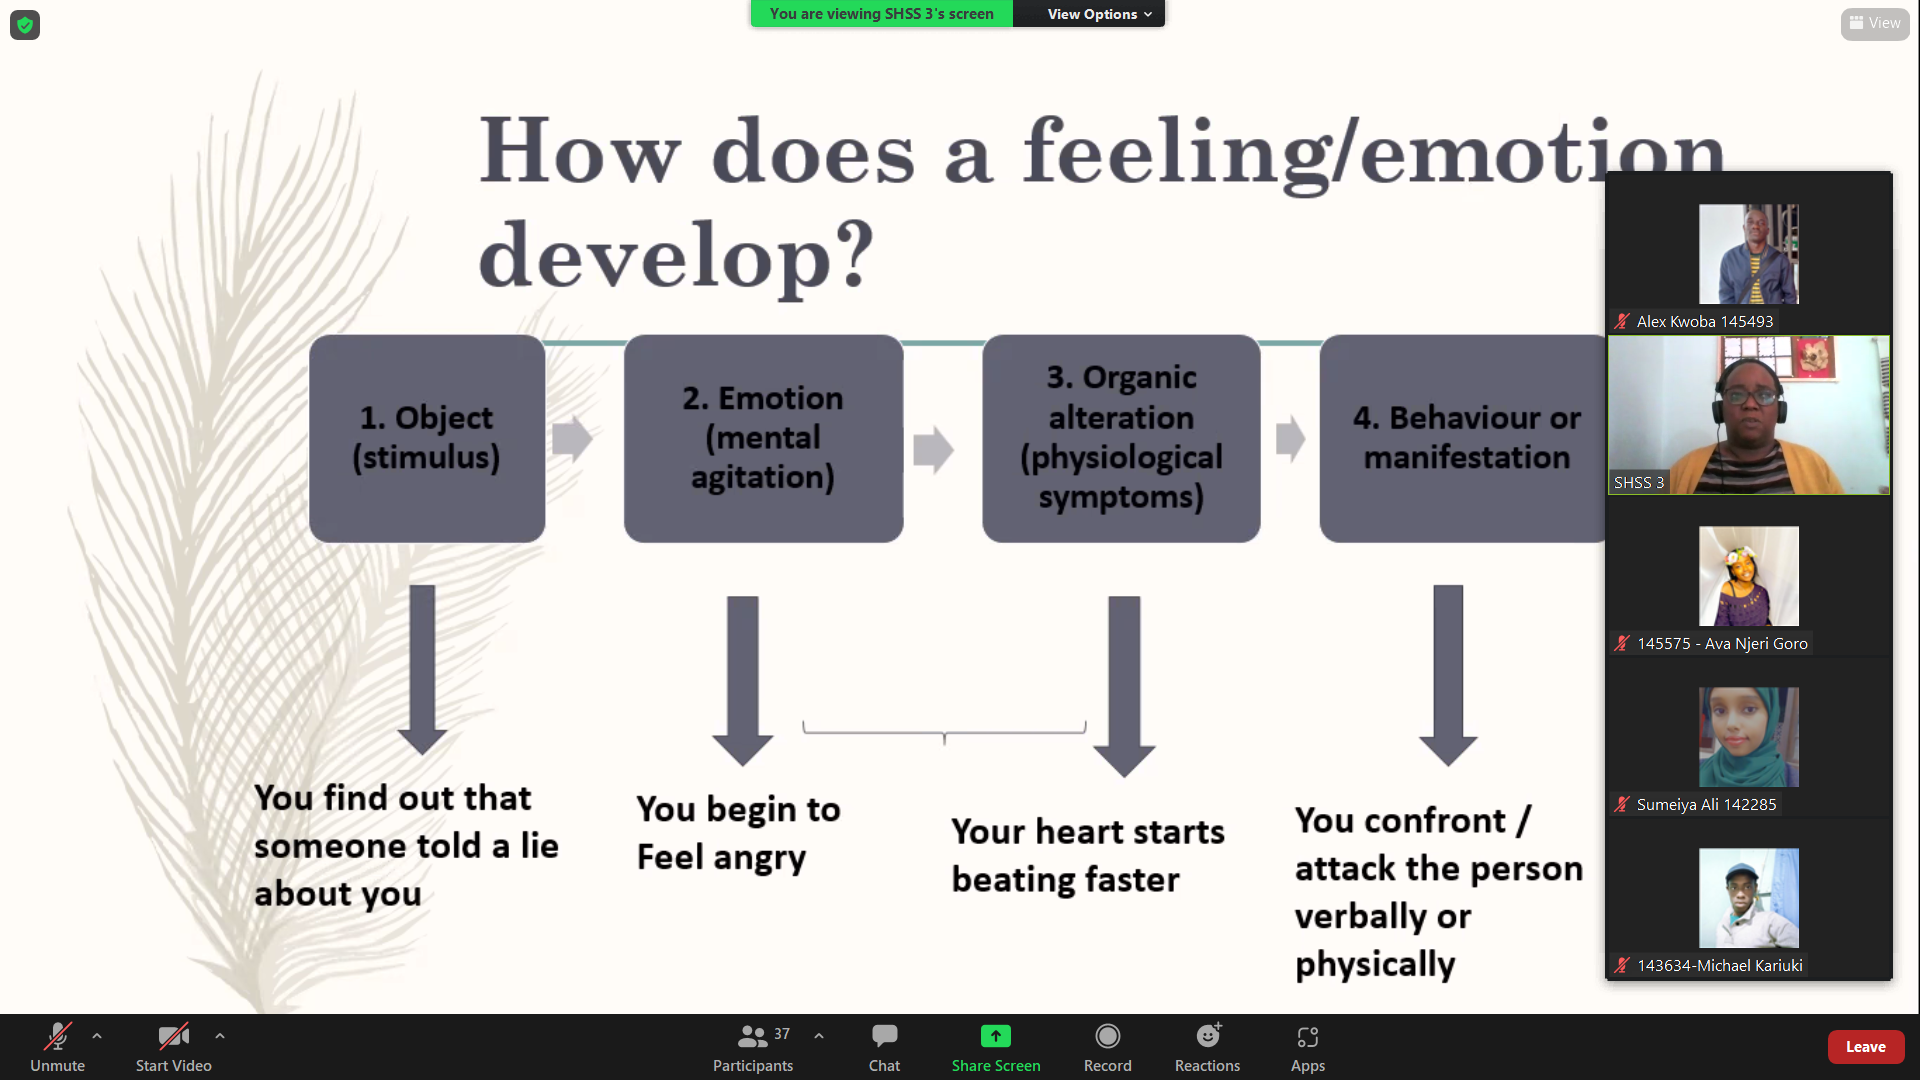 You are viewing SHSS 3's screen
View Options
View
How does a feeling/emotion
develop?
1. Object
(stimulus)
2. Emotion
(mental
agitation)
3. Organic
alteration
(physiological
symptoms)
4. Behaviour or
manifestation
You find out that
someone told a lie
about you
You begin to
Feel angry
Your heart starts
beating faster
You confront /
attack the person
verbally or
physically
Alex Kwoba 145493
SHSS 3
145575 - Ava Njeri Goro
Sumeiya Ali 142285
143634-Michael Kariuki
Unmute
Start Video
37
Participants
Chat
Share Screen
Record
Reactions
Apps
Leave